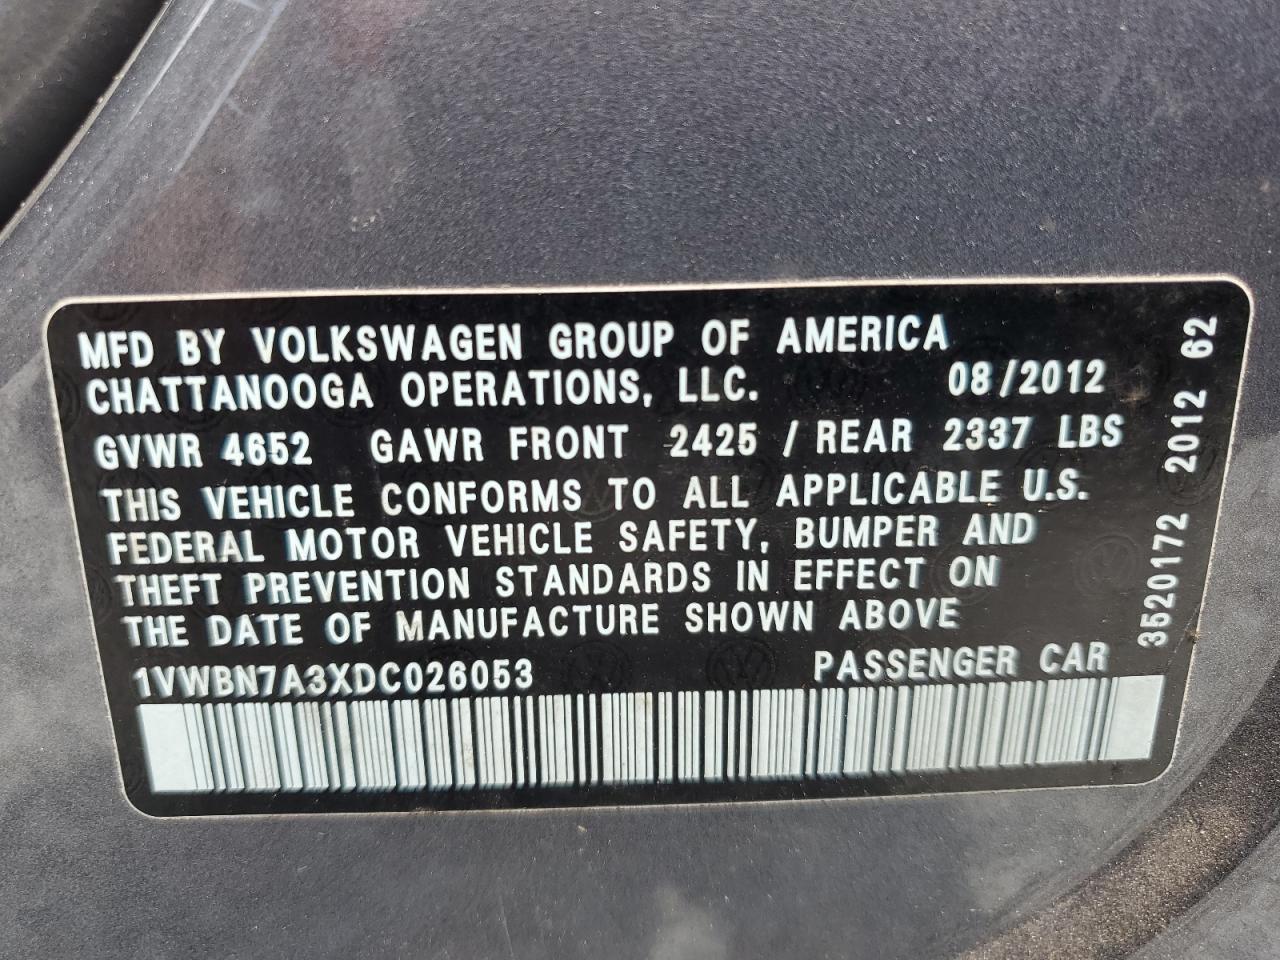 MFD BY VOLKSWAGEN GROUP OF AMERICA
CHATTANOOGA OPERATIONS, LLC. 08/2012
GVWR 4652 GAWR FRONT 2425 / REAR 2337 LBS
THIS VEHICLE CONFORMS TO ALL APPLICABLE U.S.
FEDERAL MOTOR VEHICLE SAFETY, BUMPER AND
THEFT PREVENTION STANDARDS IN EFFECT ON
THE DATE OF MANUFACTURE SHOWN ABOVE
1VWBN7A3XDC026053 PASSENGER CAR
3520172 2012 62